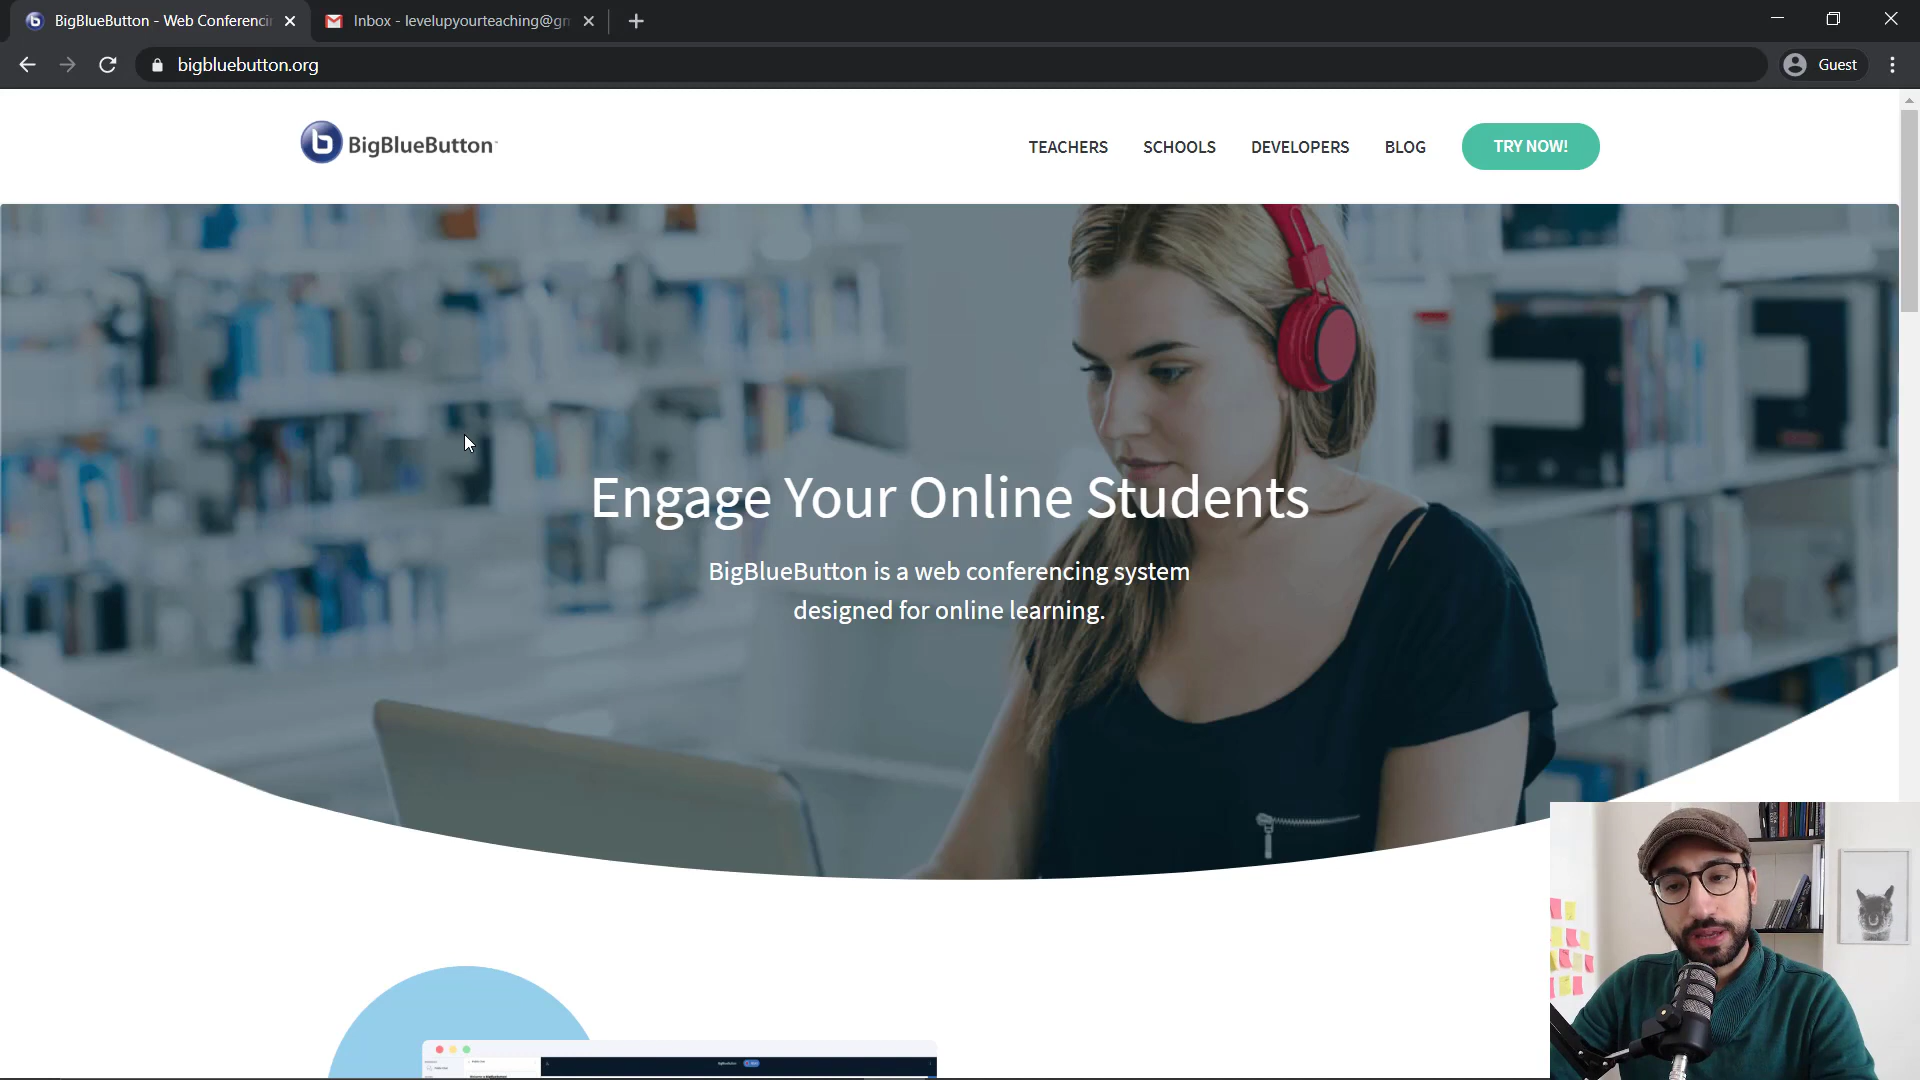 BigBlueButton - Web Conferenci
Inbox - levelupyourteaching@gm
bigbluebutton.org
Guest
b BigBlueButton
TEACHERS
SCHOOLS
DEVELOPERS
BLOG
TRY NOW!
Engage Your Online Students
BigBlueButton is a web conferencing system
designed for online learning.